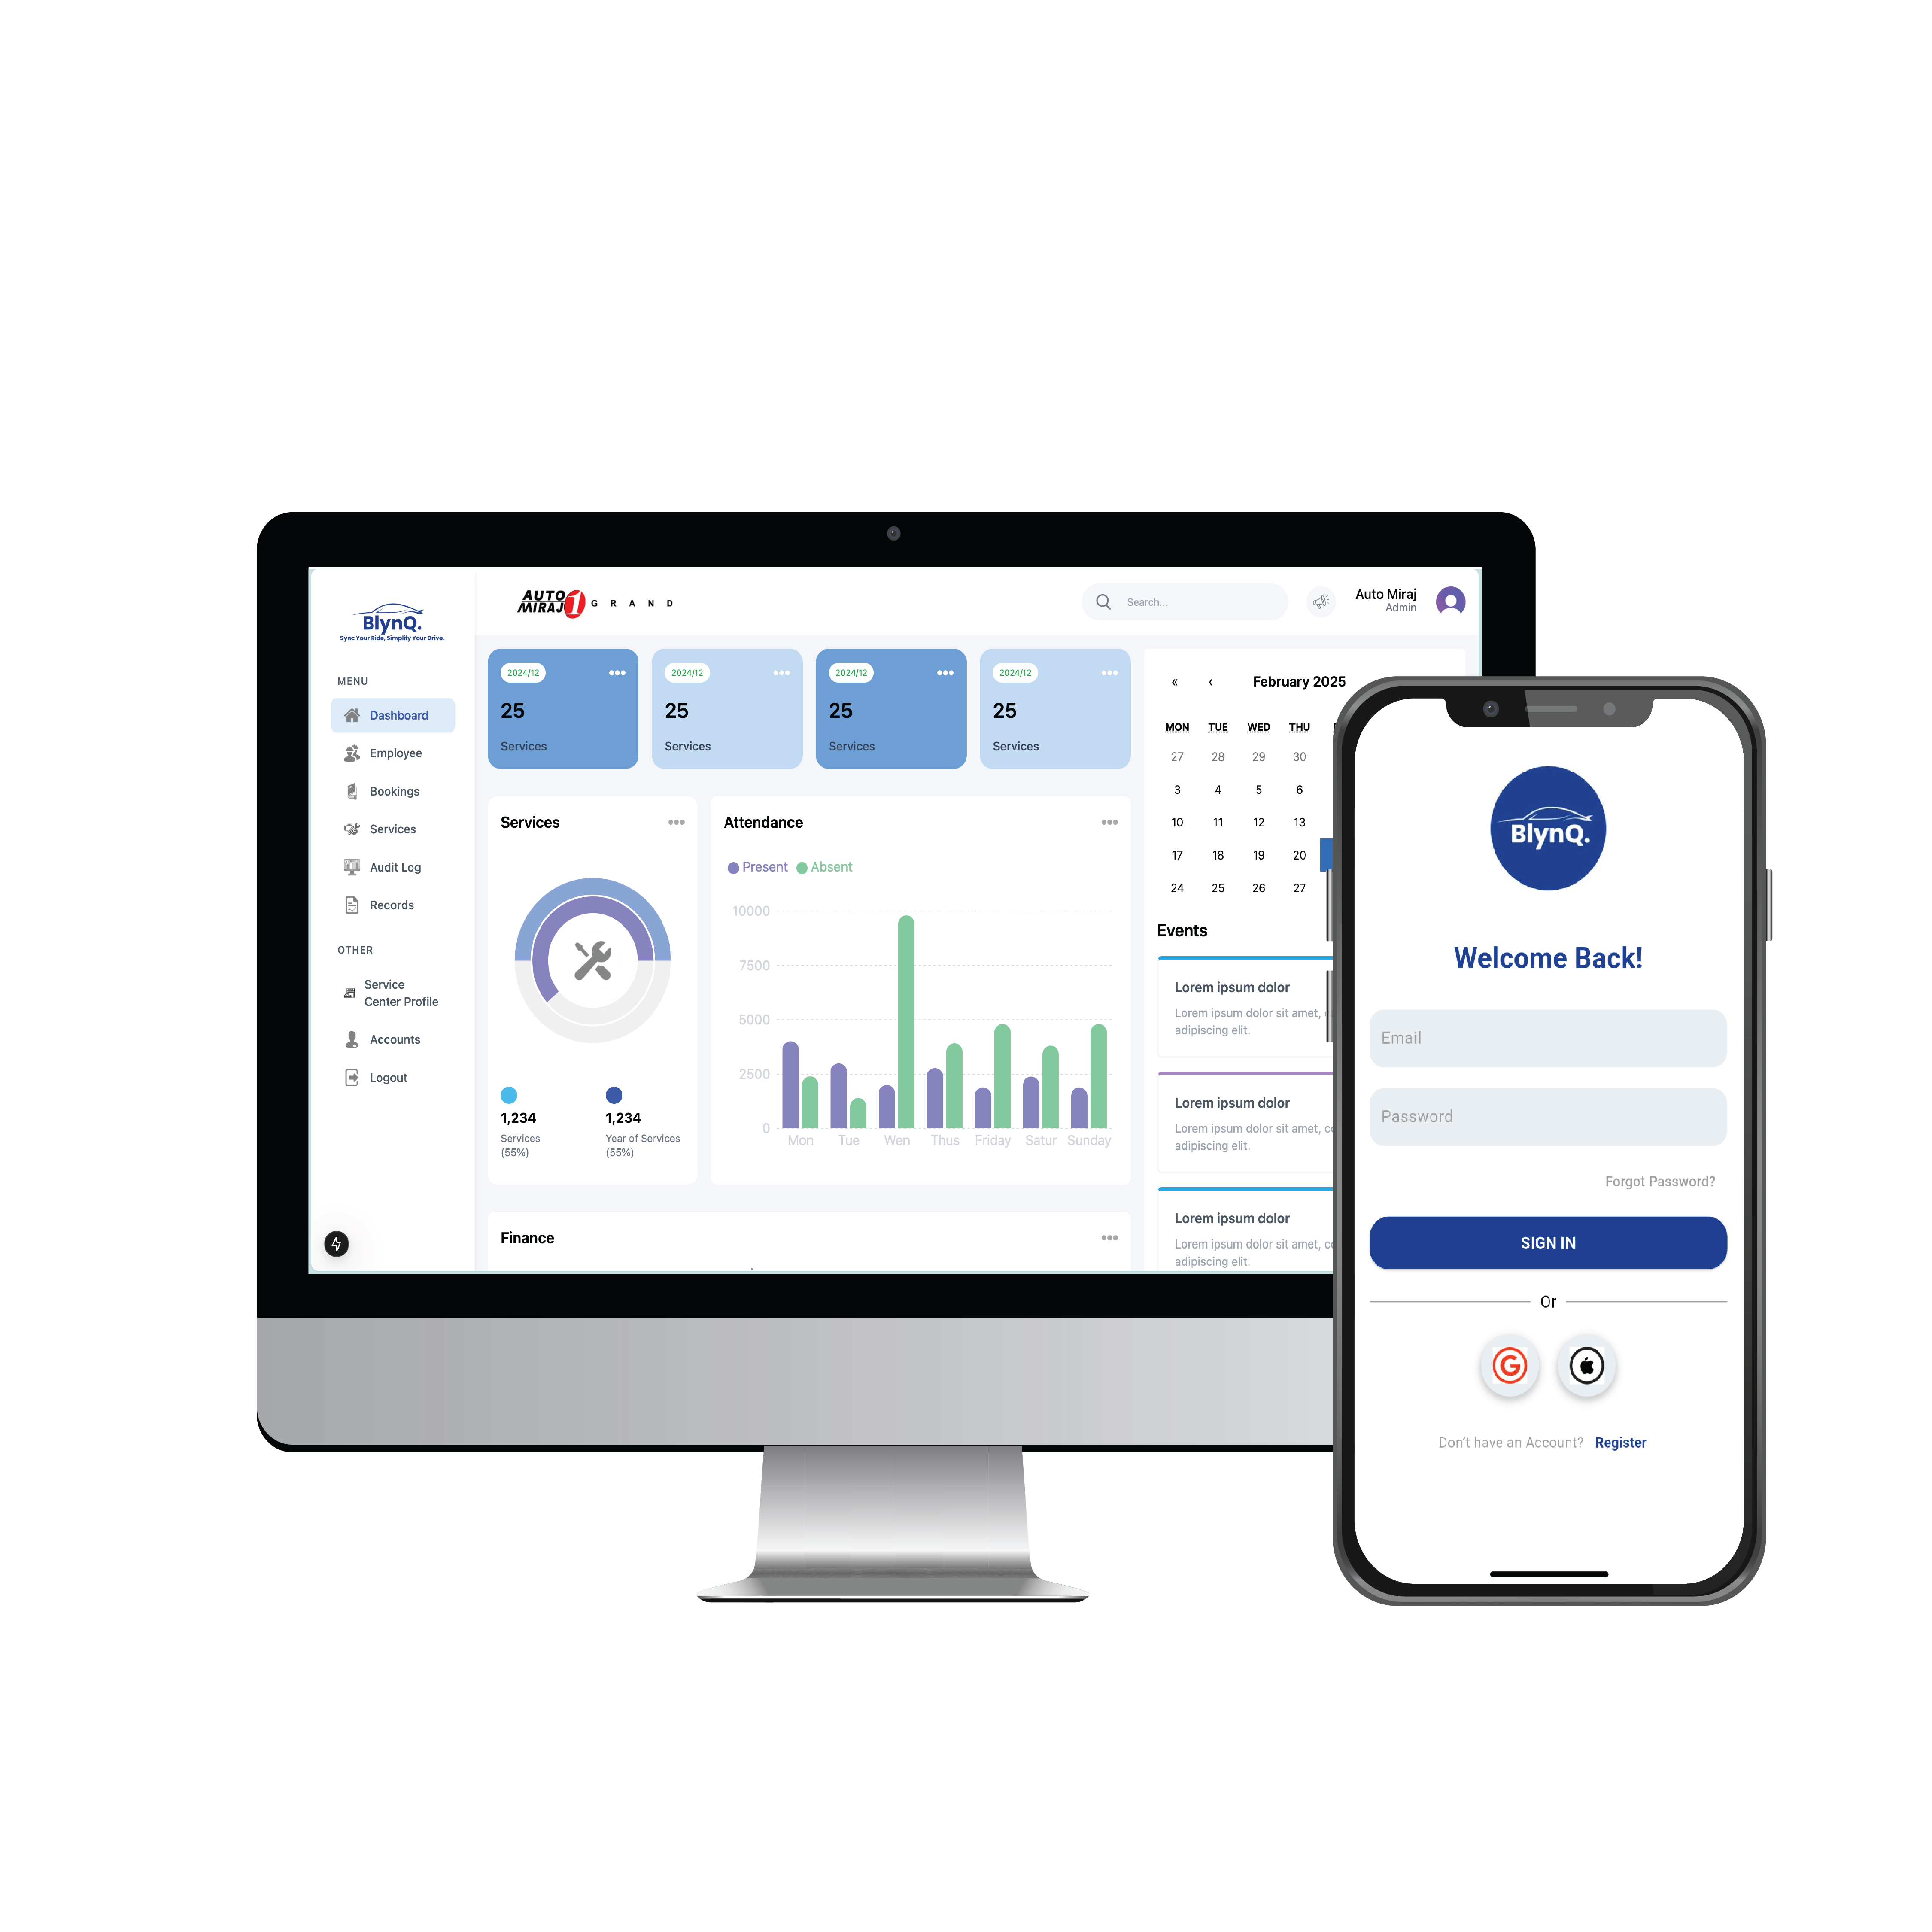 BlynQ.
Sync Your Ride, Simplify Your Drive.
MENU
Dashboard
Employee
Bookings
Services
Audit Log
Records
OTHER
Service
Center Profile
Accounts
Logout
AUTO
MIRAJ 1 GRAND
Search...
Auto Miraj
Admin
2024/12
25
Services
2024/12
25
Services
2024/12
25
Services
2024/12
25
Services
Services
1,234
Services
(55%)
1,234
Year of Services
(55%)
Attendance
Present Absent
10000
7500
5000
2500
0
Mon Tue Wen Thus Friday Satur Sunday
Finance
« ‹ February 2025
MON TUE WED THU
27 28 29 30
3 4 5 6
10 11 12 13
17 18 19 20
24 25 26 27
Events
Lorem ipsum dolor
Lorem ipsum dolor sit amet,
adipiscing elit.
Lorem ipsum dolor
Lorem ipsum dolor sit amet,
adipiscing elit.
Lorem ipsum dolor
Lorem ipsum dolor sit amet,
adipiscing elit.
BlynQ.
Welcome Back!
Email
Password
Forgot Password?
SIGN IN
Or
G
Don't have an Account? Register